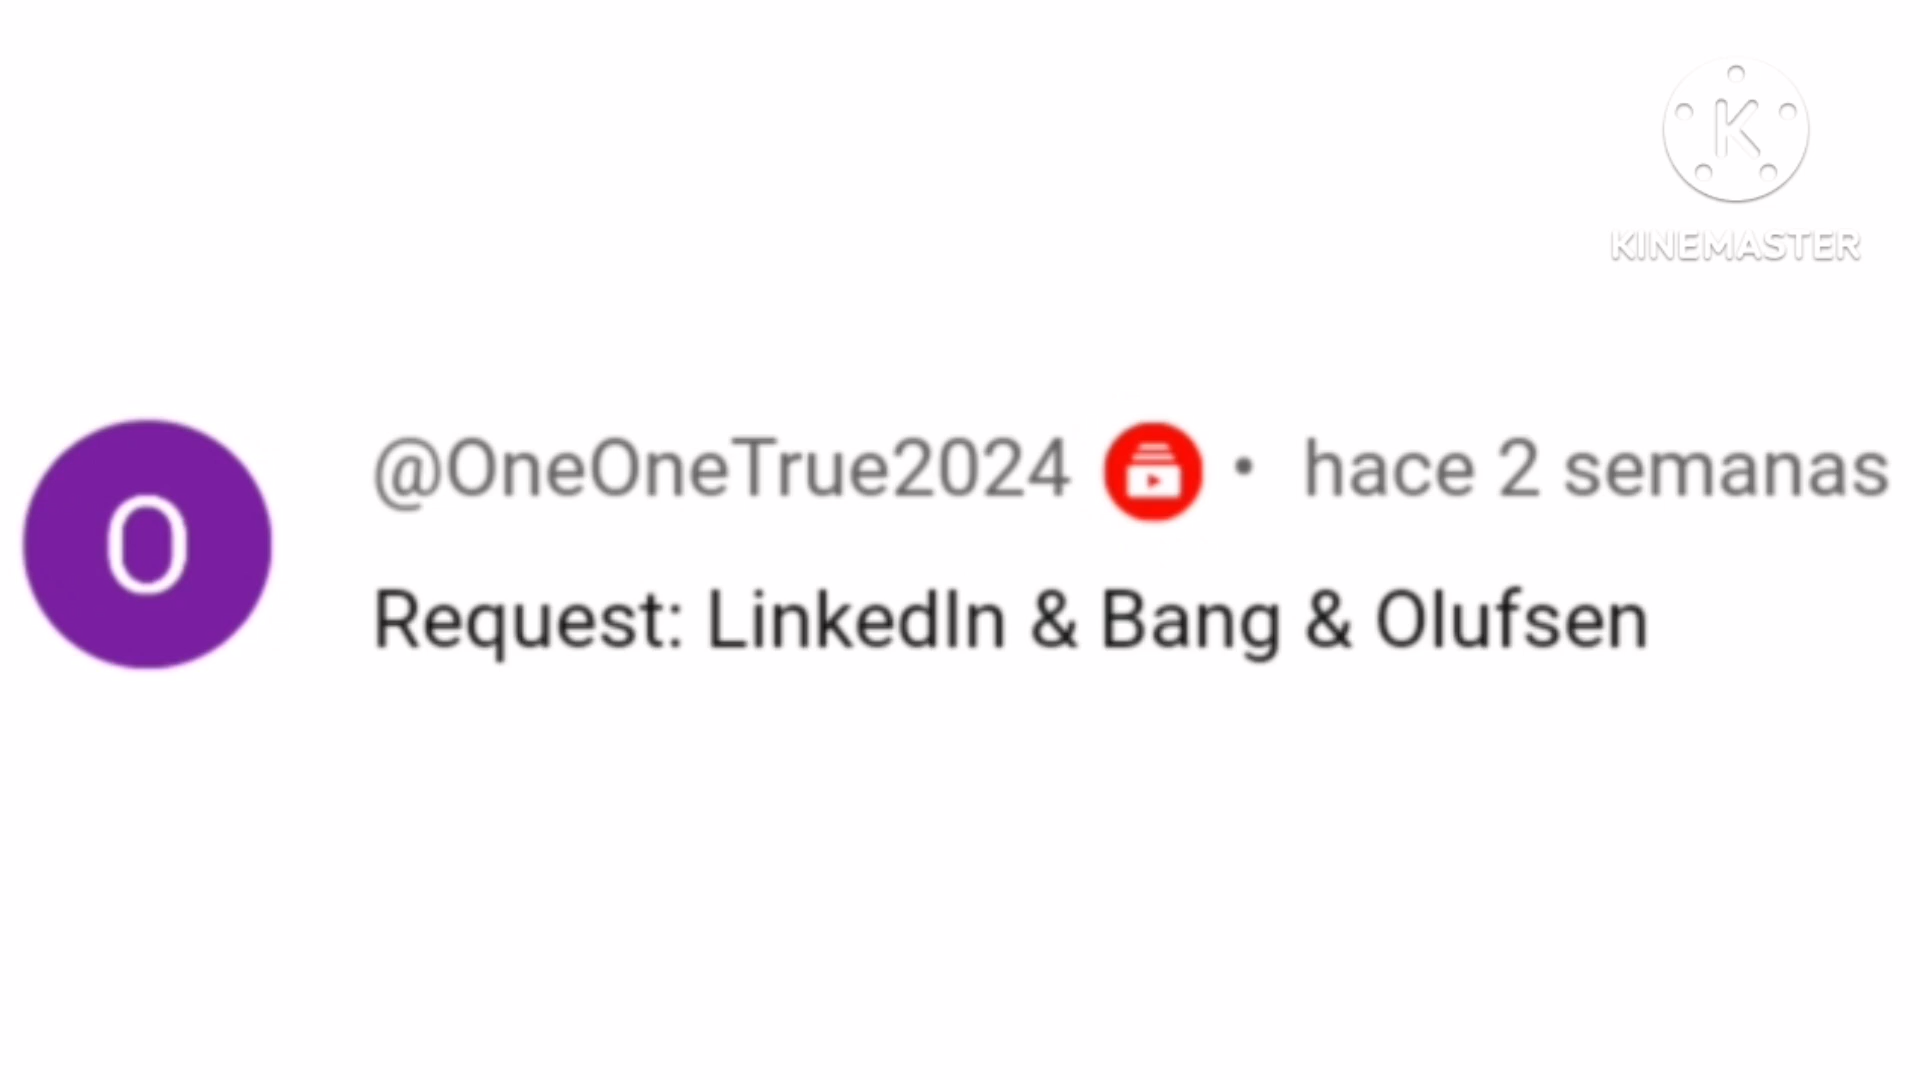 K
KINEMASTER
@OneOneTrue2024 • hace 2 semanas
O
Request: LinkedIn & Bang & Olufsen